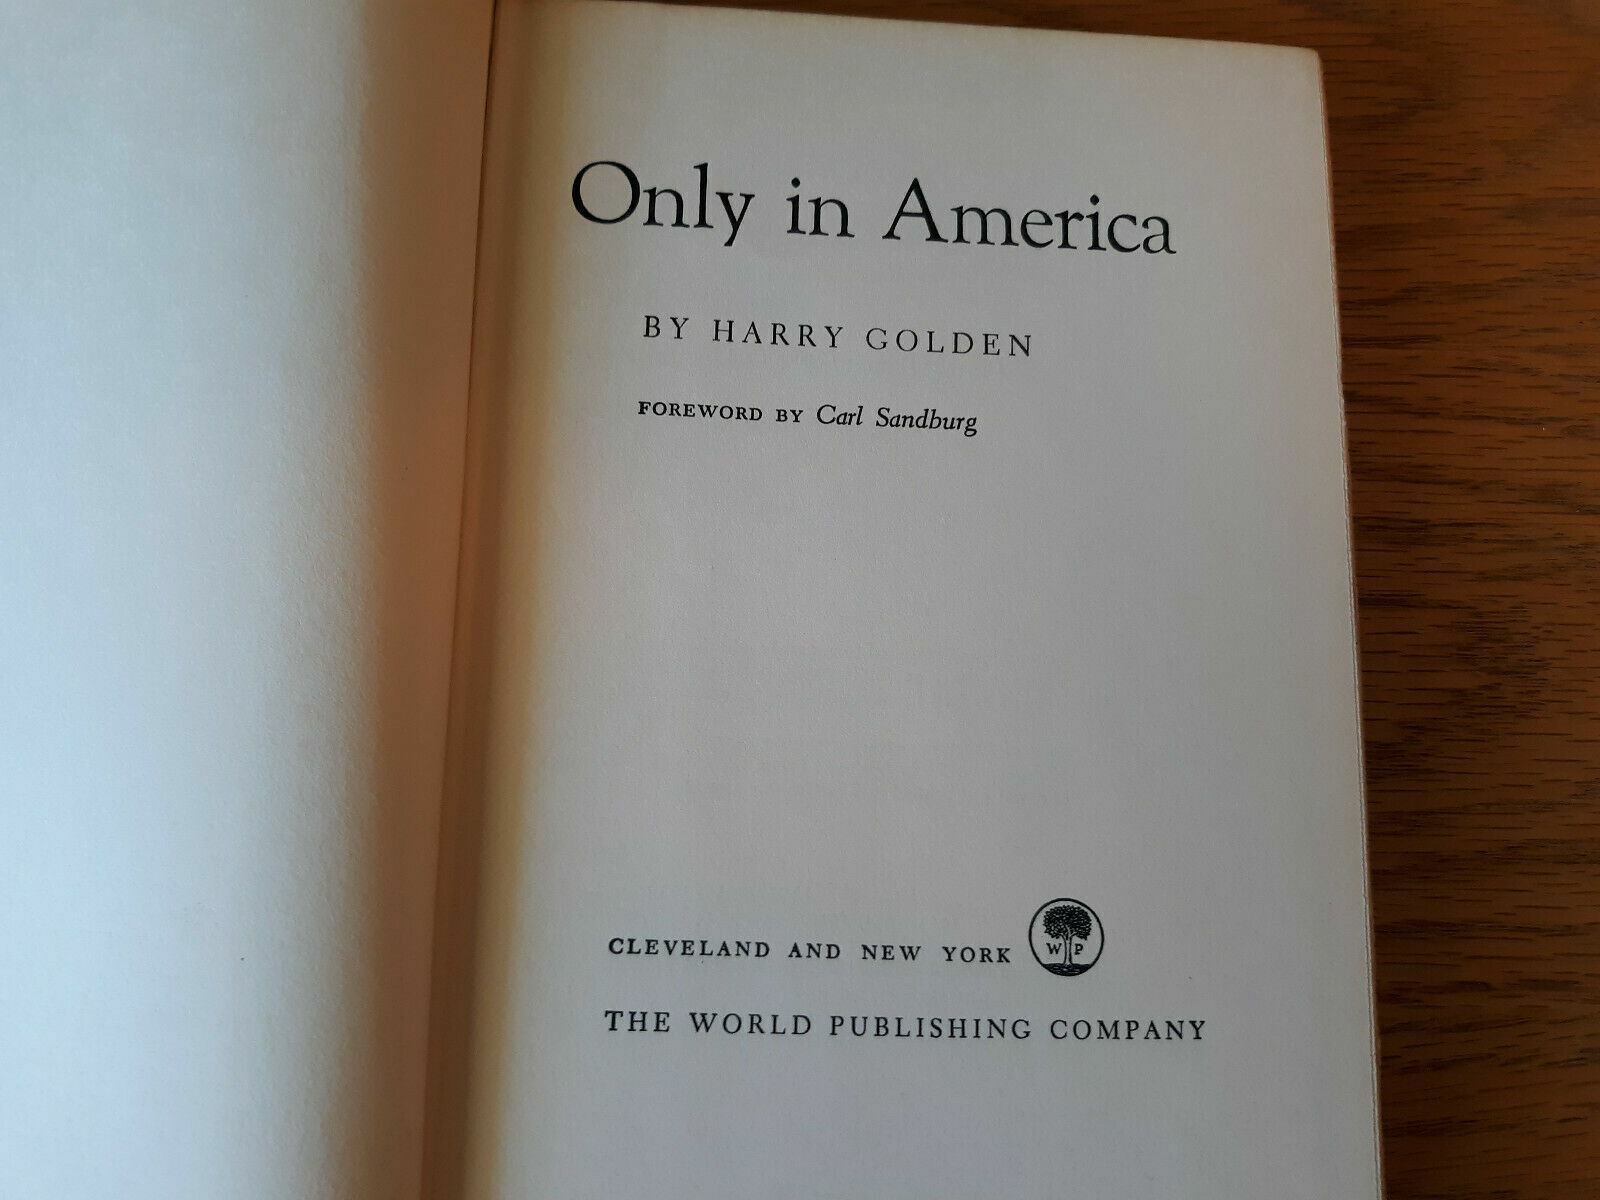 Only in America
BY HARRY GOLDEN
FOREWORD BY Carl Sandburg
CLEVELAND AND NEW YORK
W P
THE WORLD PUBLISHING COMPANY